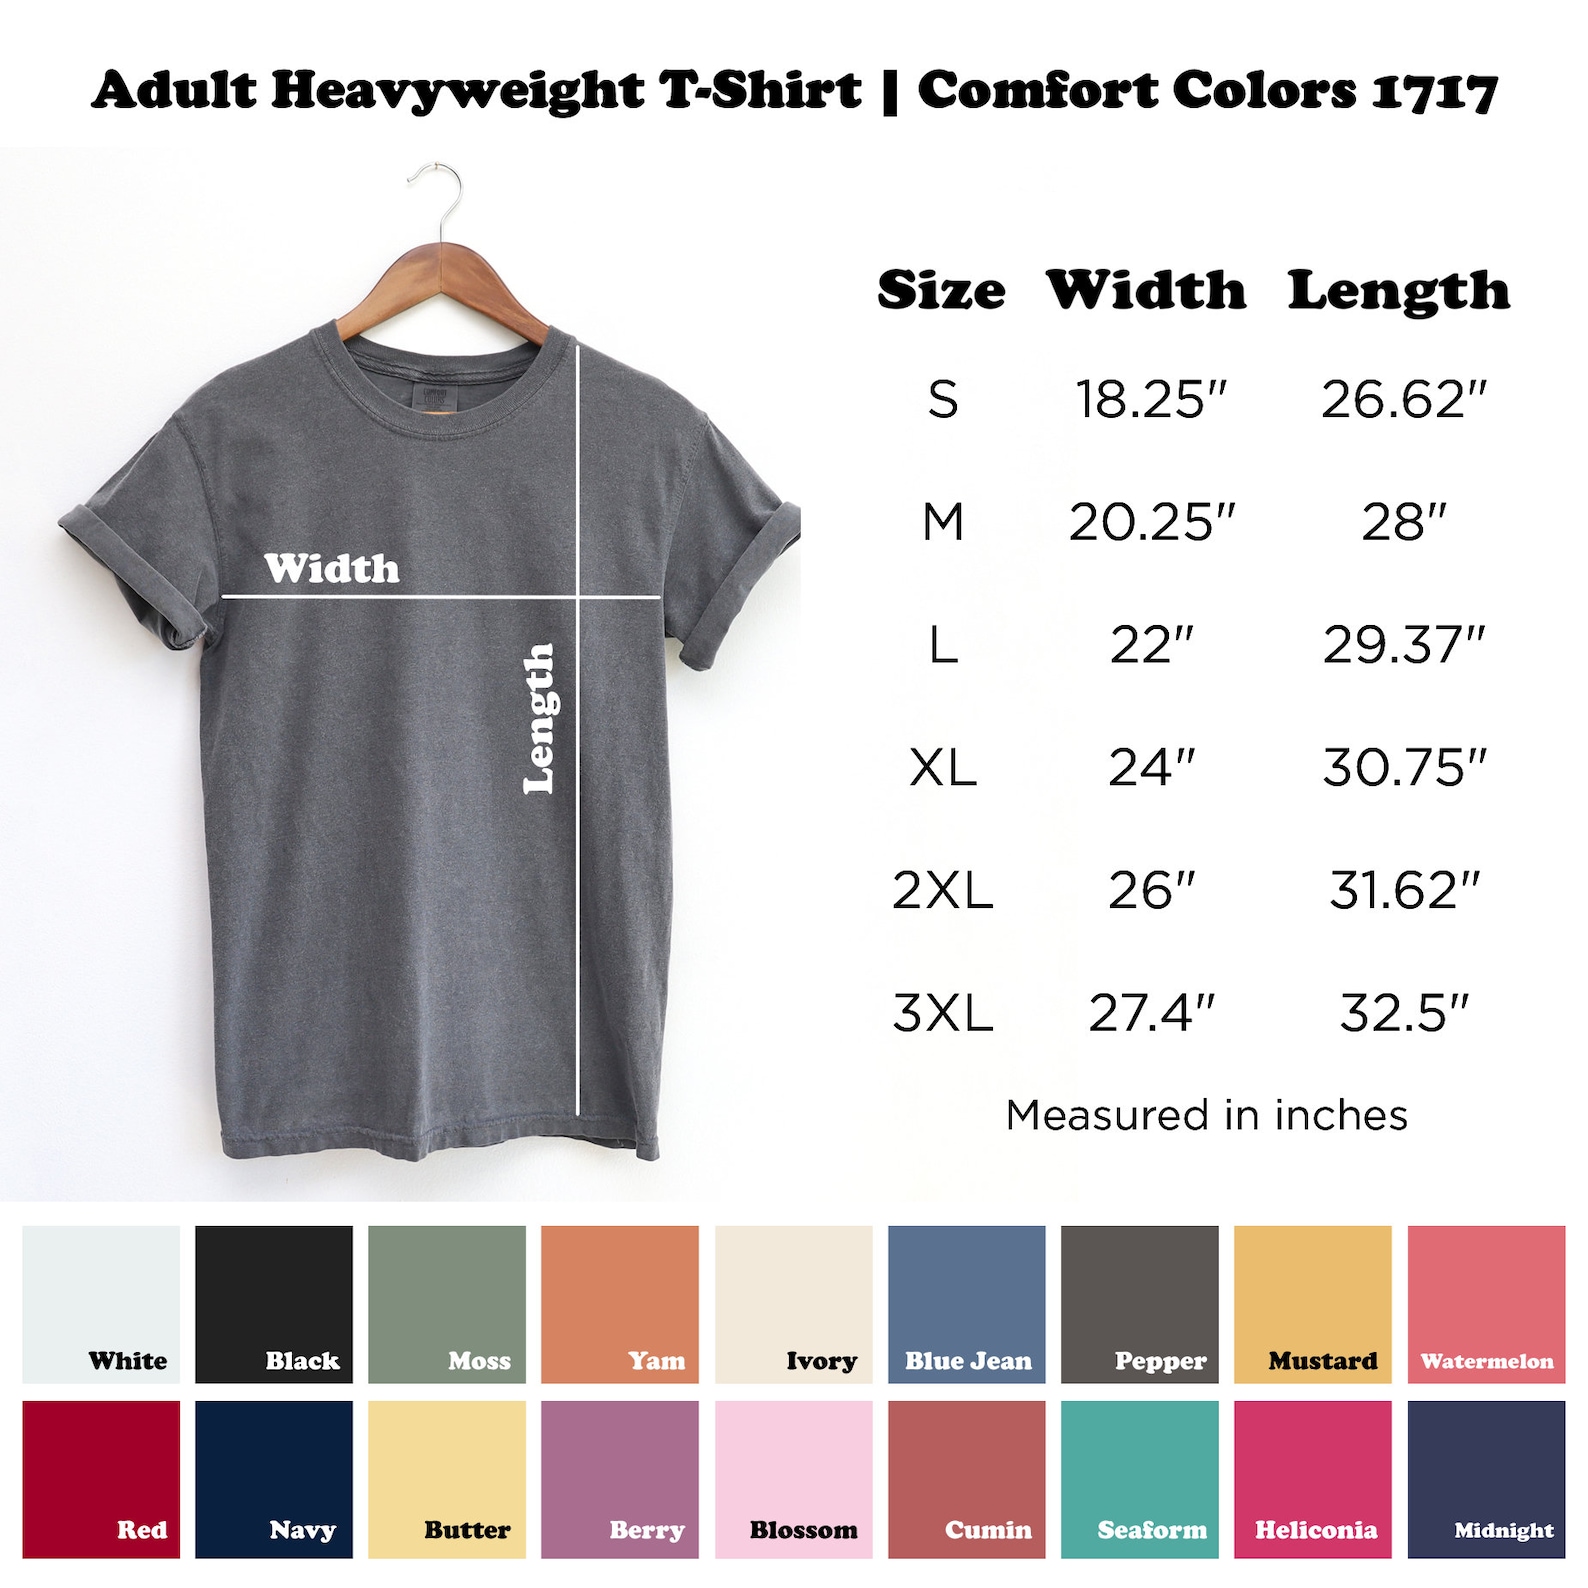 Adult Heavyweight T-Shirt | Comfort Colors 1717
Size Width Length
S 18.25" 26.62"
M 20.25" 28"
L 22" 29.37"
XL 24" 30.75"
2XL 26" 31.62"
3XL 27.4" 32.5"
Measured in inches
Width
Length
White Black Moss Yam Ivory Blue Jean Pepper Mustard Watermelon
Red Navy Butter Berry Blossom Cumin Seaform Heliconia Midnight